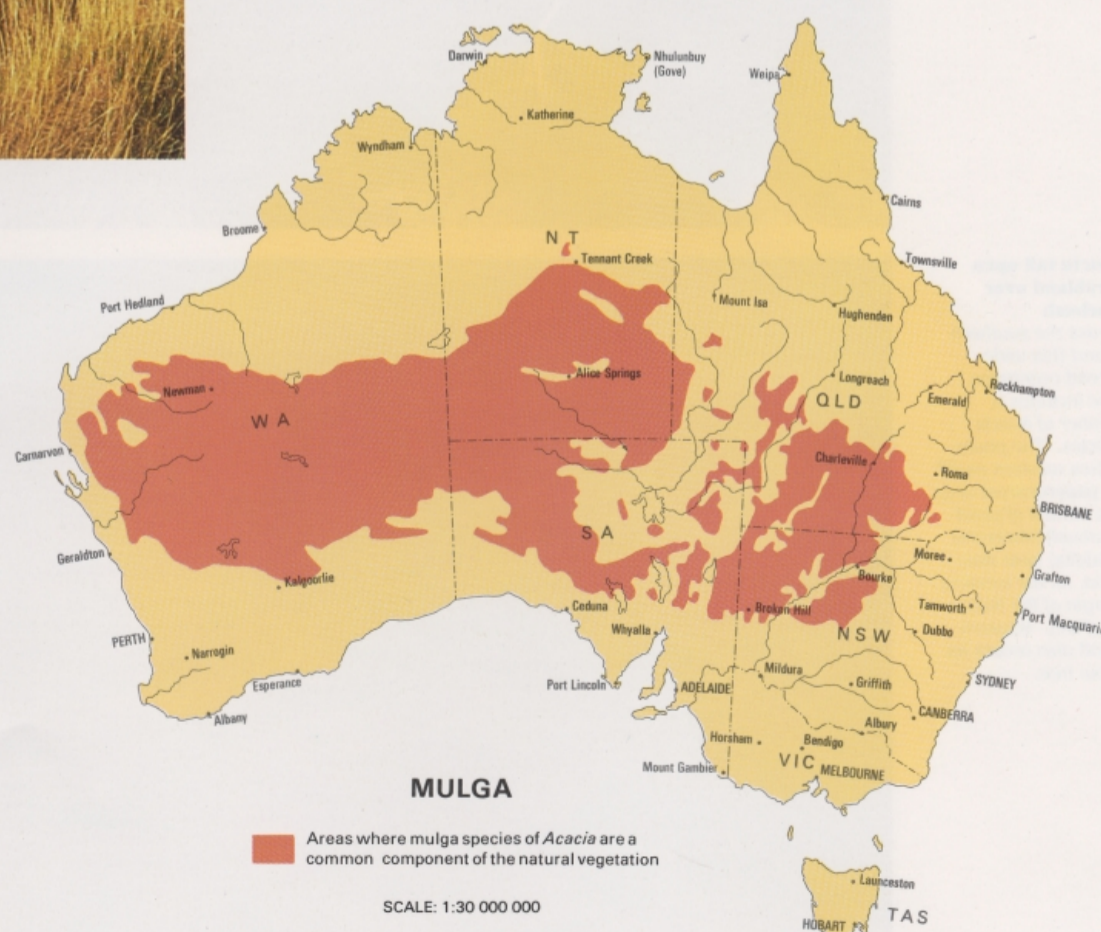 Darwin
Nhulunbuy
(Gove)
Weipa
Katherine
Wyndham
Cairns
Broome
N T
Tennant Creek
Townsville
Port Hedland
Mount Isa
Hughenden
Newman
Alice Springs
Longreach
Rockhampton
Emerald
QLD
W A
Carnarvon
Charleville
Roma
BRISBANE
S A
Geraldton
Moree
Kalgoorlie
Bourke
Grafton
Ceduna
Broken Hill
Tamworth
Port Macquari
Whyalla
NSW
Dubbo
PERTH
Narrogin
Mildura
Esperance
Port Lincoln
ADELAIDE
Griffith
SYDNEY
Albany
CANBERRA
Albury
Horsham
Bendigo
Mount Gambier
VIC
MELBOURNE
MULGA
Areas where mulga species of Acacia are a
common component of the natural vegetation
Launceston
SCALE: 1:30 000 000
TAS
HOBART